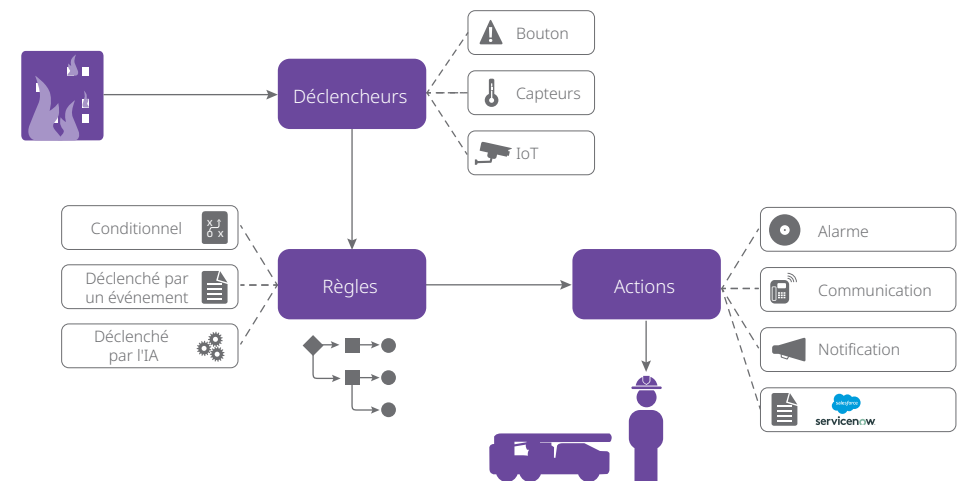 Bouton
Déclencheurs
Capteurs
IoT
Conditionnel
Déclenché par
un événement
Déclenché
par l'IA
Règles
Actions
Alarme
Communication
Notification
salesforce
servicenow